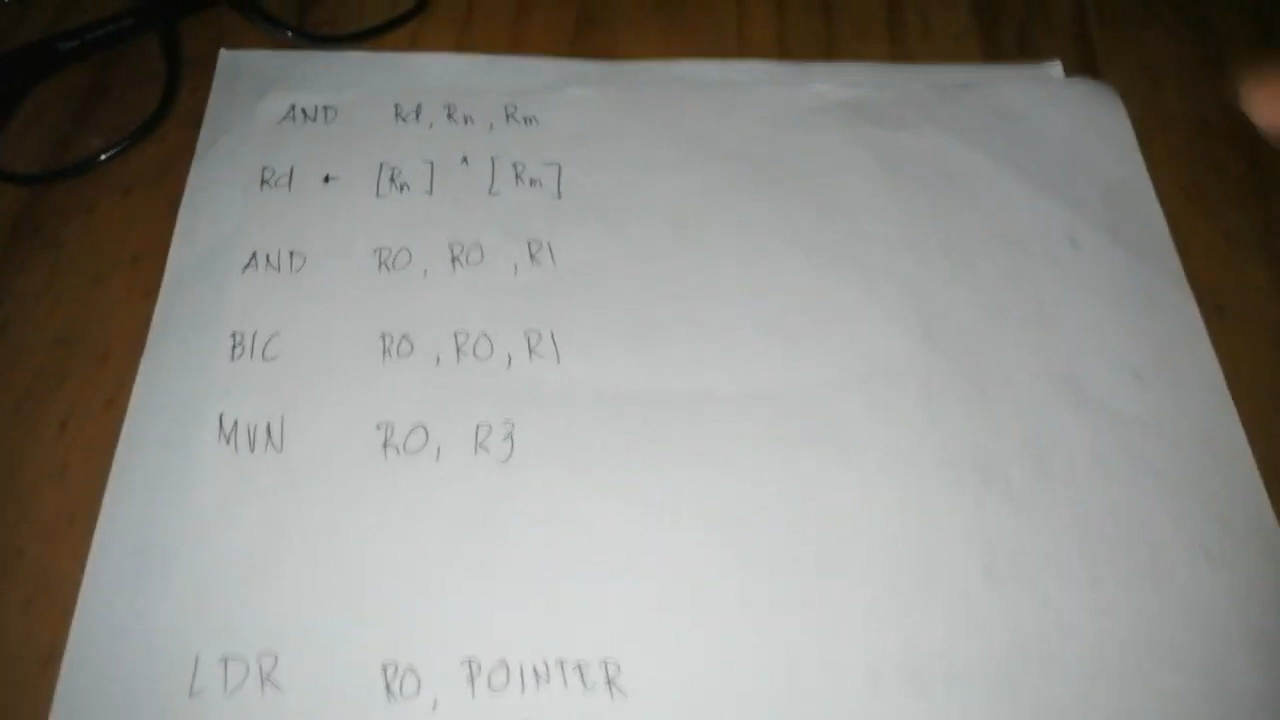 AND Rd, Rn, Rm
Rd ← [Rn] ^ [Rm]
AND R0, R0, R1
BIC R0, R0, R1
MVN R0, R3
LDR R0, POINTER